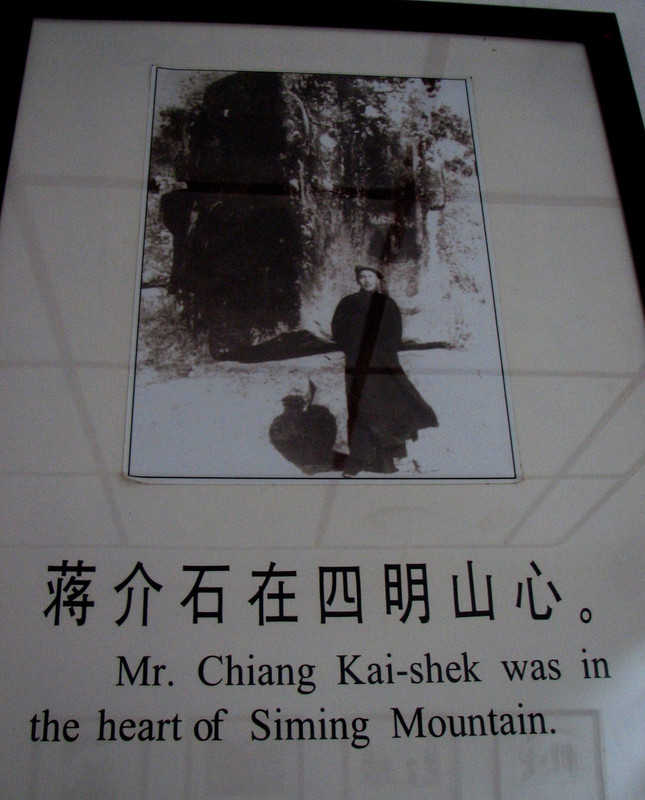 蒋介石在四明山心。
Mr. Chiang Kai-shek was in
the heart of Siming Mountain.